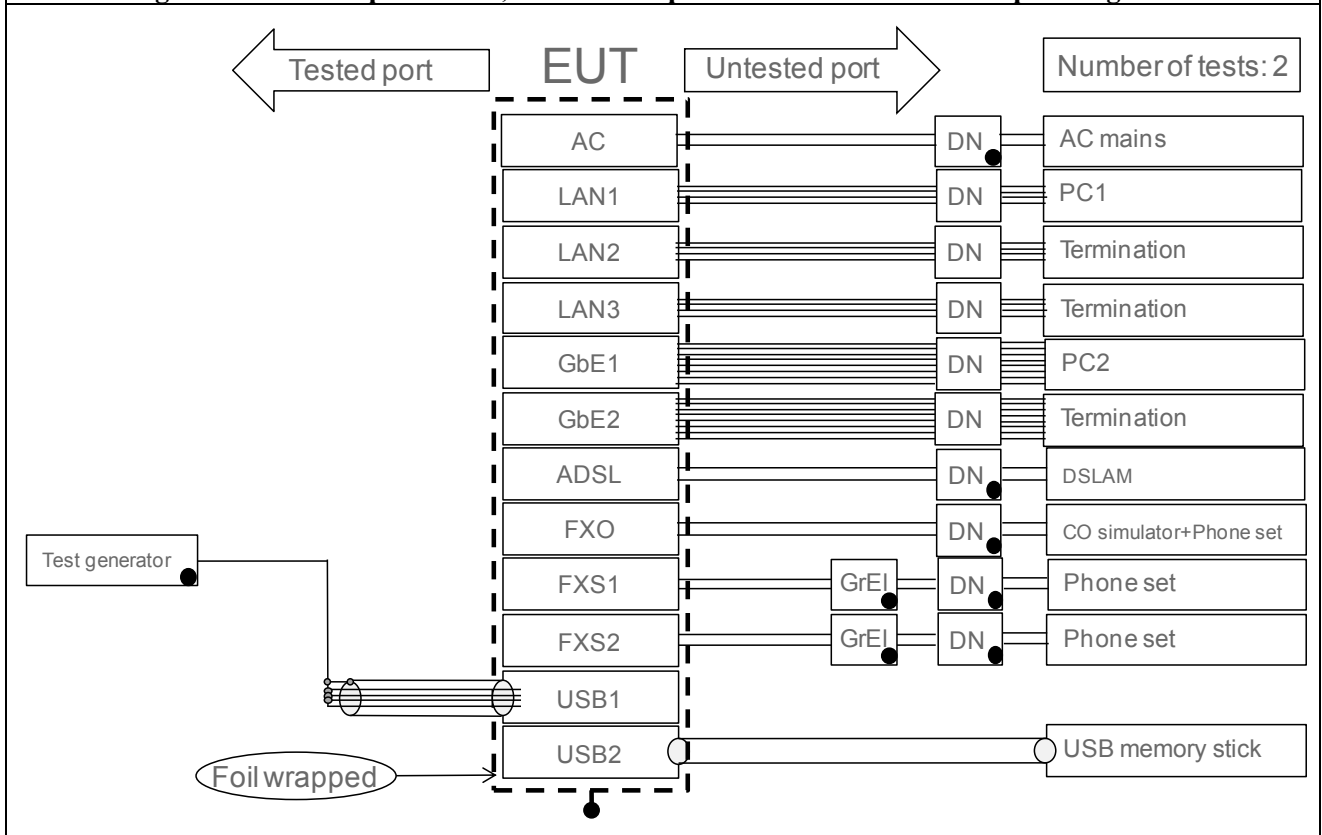 Tested port
EUT
Untested port
Number of tests: 2
AC
DN
AC mains
LAN1
DN
PC1
LAN2
DN
Termination
LAN3
DN
Termination
GbE1
DN
PC2
GbE2
DN
Termination
ADSL
DN
DSLAM
FXO
DN
CO simulator+Phone set
Test generator
FXS1
GrEl
DN
Phone set
FXS2
GrEl
DN
Phone set
USB1
USB2
USB memory stick
Foil wrapped